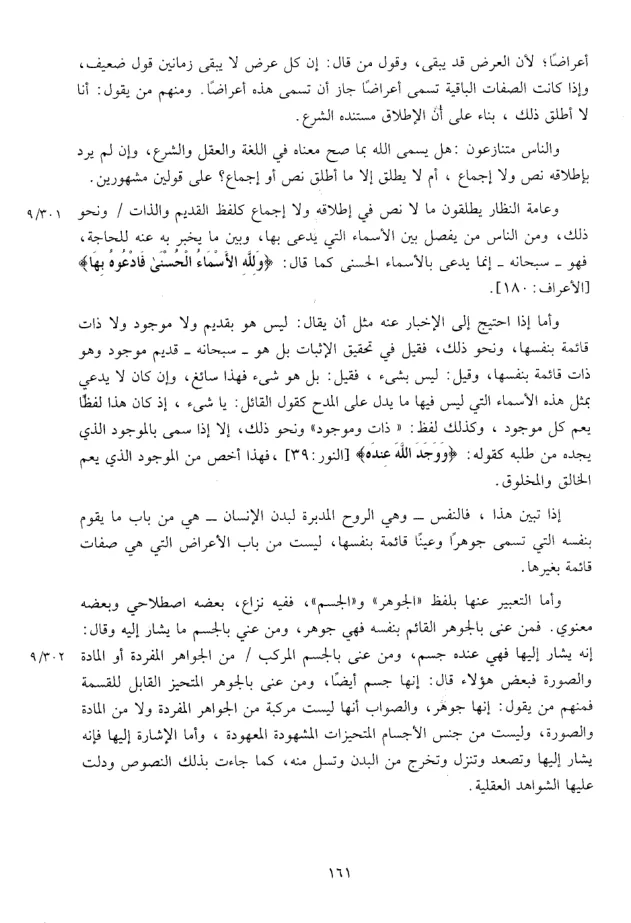 أعراضًا؛ لأن العرض قد يبقى، وقول من قال: إن كل عرض لا يبقى زمانين قول ضعيف،
وإذا كانت الصفات الباقية تسمى أعراضًا جاز أن تسمى هذه أعراضًا. ومنهم من يقول: أنا
لا أطلق ذلك ، بناء على أنَّ الإطلاق مستنده الشرع.
والناس متنازعون :هل يسمى الله بما صح معناه في اللغة والعقل والشرع، وإن لم يرد
بإطلاقه نص ولا إجماع ، أم لا يطلق إلا ما أطلق نص أو إجماع؟ على قولين مشهورين.
وعامة النظار يطلقون ما لا نص في إطلاقه ولا إجماع كلفظ القديم والذات / ونحو ٩/٣٠١
ذلك، ومن الناس من يفصل بين الأسماء التي يدعى بها، وبين ما يخبر به عنه للحاجة،
فهو ـ سبحانه ـ إنما يدعى بالأسماء الحسنى كما قال: ﴿وَلِلَّهِ الأَسْمَاءُ الْحُسْنَىٰ فَادْعُوهُ بِهَا﴾
[الأعراف: ١٨٠].
وأما إذا احتيج إلى الإخبار عنه مثل أن يقال: ليس هو بقديم ولا موجود ولا ذات
قائمة بنفسها، ونحو ذلك، فقيل في تحقيق الإثبات بل هو ـ سبحانه ـ قديم موجود وهو
ذات قائمة بنفسها، وقيل: ليس بشىء ، فقيل: بل هو شىء فهذا سائغ، وإن كان لا يدعي
بمثل هذه الأسماء التي ليس فيها ما يدل على المدح كقول القائل: يا شىء ، إذ كان هذا لفظًا
يعم كل موجود ، وكذلك لفظ: « ذات وموجود» ونحو ذلك، إلا إذا سمى بالموجود الذي
يجده من طلبه كقوله: ﴿وَوَجَدَ اللَّهَ عِندَهُ﴾ [النور:٣٩] ،فهذا أخص من الموجود الذي يعم
الخالق والمخلوق.
إذا تبين هذا ، فالنفس ــ وهي الروح المدبرة لبدن الإنسان ــ هي من باب ما يقوم
بنفسه التي تسمى جوهرًا وعينًا قائمة بنفسها، ليست من باب الأعراض التي هي صفات
قائمة بغيرها.
وأما التعبير عنها بلفظ «الجوهر» و«الجسم»، ففيه نزاع، بعضه اصطلاحي وبعضه
معنوي. فمن عنى بالجوهر القائم بنفسه فهي جوهر، ومن عني بالجسم ما يشار إليه وقال:
إنه يشار إليها فهي عنده جسم، ومن عنى بالجسم المركب / من الجواهر المفردة أو المادة ٩/٣٠٢
والصورة فبعض هؤلاء قال: إنها جسم أيضًا، ومن عنى بالجوهر المتحيز القابل للقسمة
فمنهم من يقول: إنها جوهر، والصواب أنها ليست مركبة من الجواهر المفردة ولا من المادة
والصورة، وليست من جنس الأجسام المتحيزات المشهودة المعهودة ، وأما الإشارة إليها فإنه
يشار إليها وتصعد وتنزل وتخرج من البدن وتسل منه، كما جاءت بذلك النصوص ودلت
عليها الشواهد العقلية.
١٦١